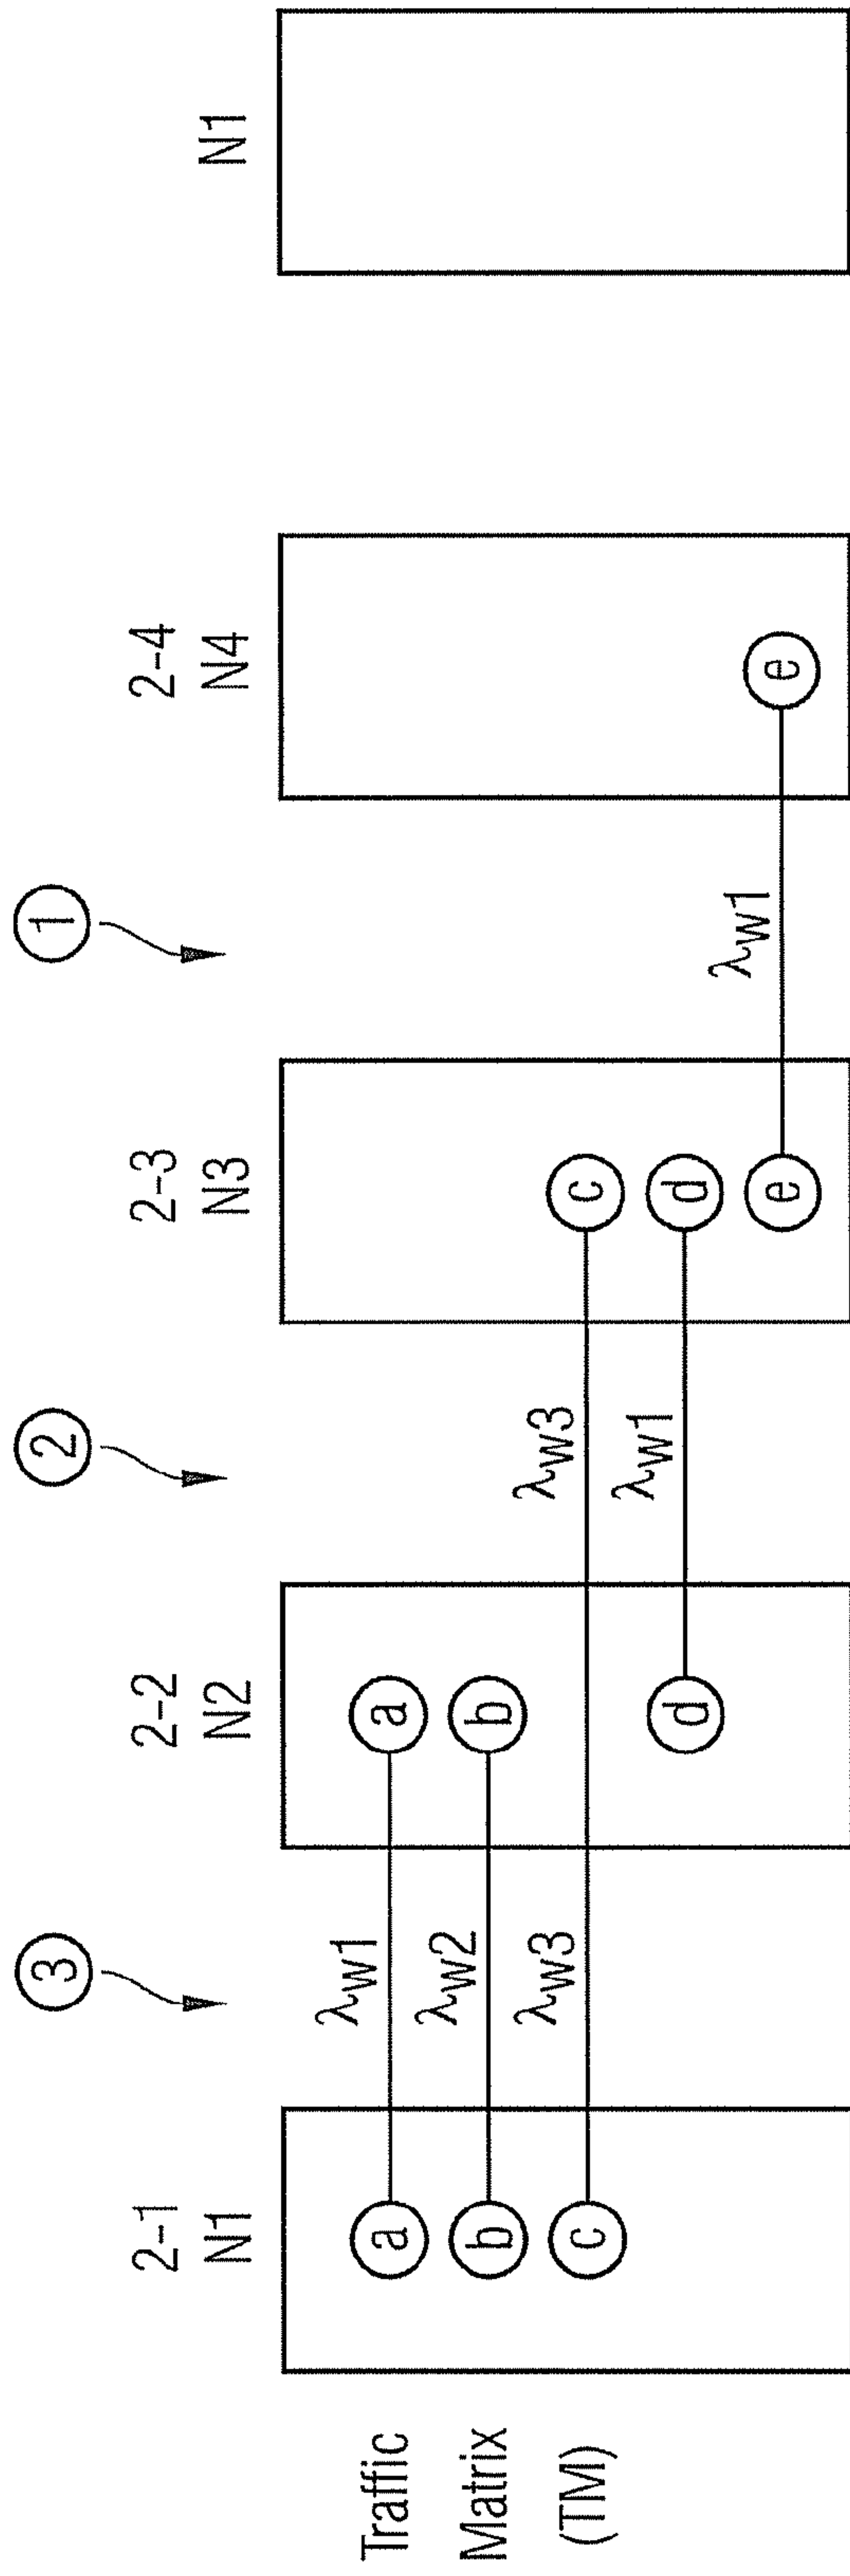 3 2 1
2-1 2-2 2-3 2-4
N1 N2 N3 N4 N1
Traffic a λw1 a
Matrix b λw2 b
(TM) c λw3 λw3 c
d λw1 d
e λw1 e